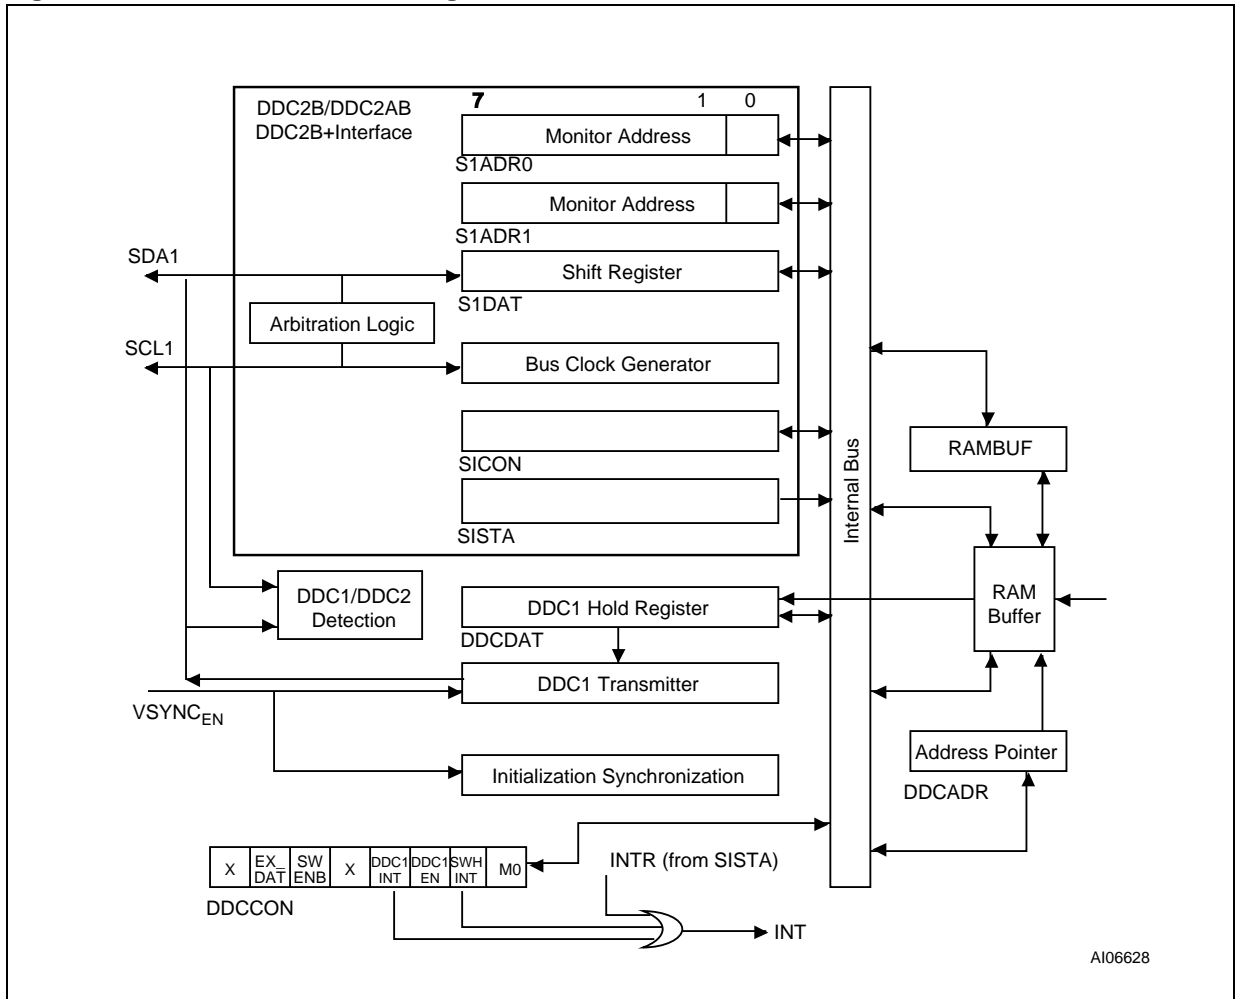 DDC2B/DDC2AB
DDC2B+Interface
7 1 0
Monitor Address
S1ADR0
Monitor Address
S1ADR1
SDA1
Shift Register
S1DAT
Arbitration Logic
SCL1
Bus Clock Generator
RAMBUF
SICON
Internal Bus
SISTA
DDC1/DDC2
Detection
DDC1 Hold Register
RAM
Buffer
DDCDAT
DDC1 Transmitter
VSYNCEN
Address Pointer
Initialization Synchronization
DDCADR
X EX_DAT SW ENB X DDC1 INT DDC1 EN SWH INT M0
INTR (from SISTA)
DDCCON
INT
AI06628